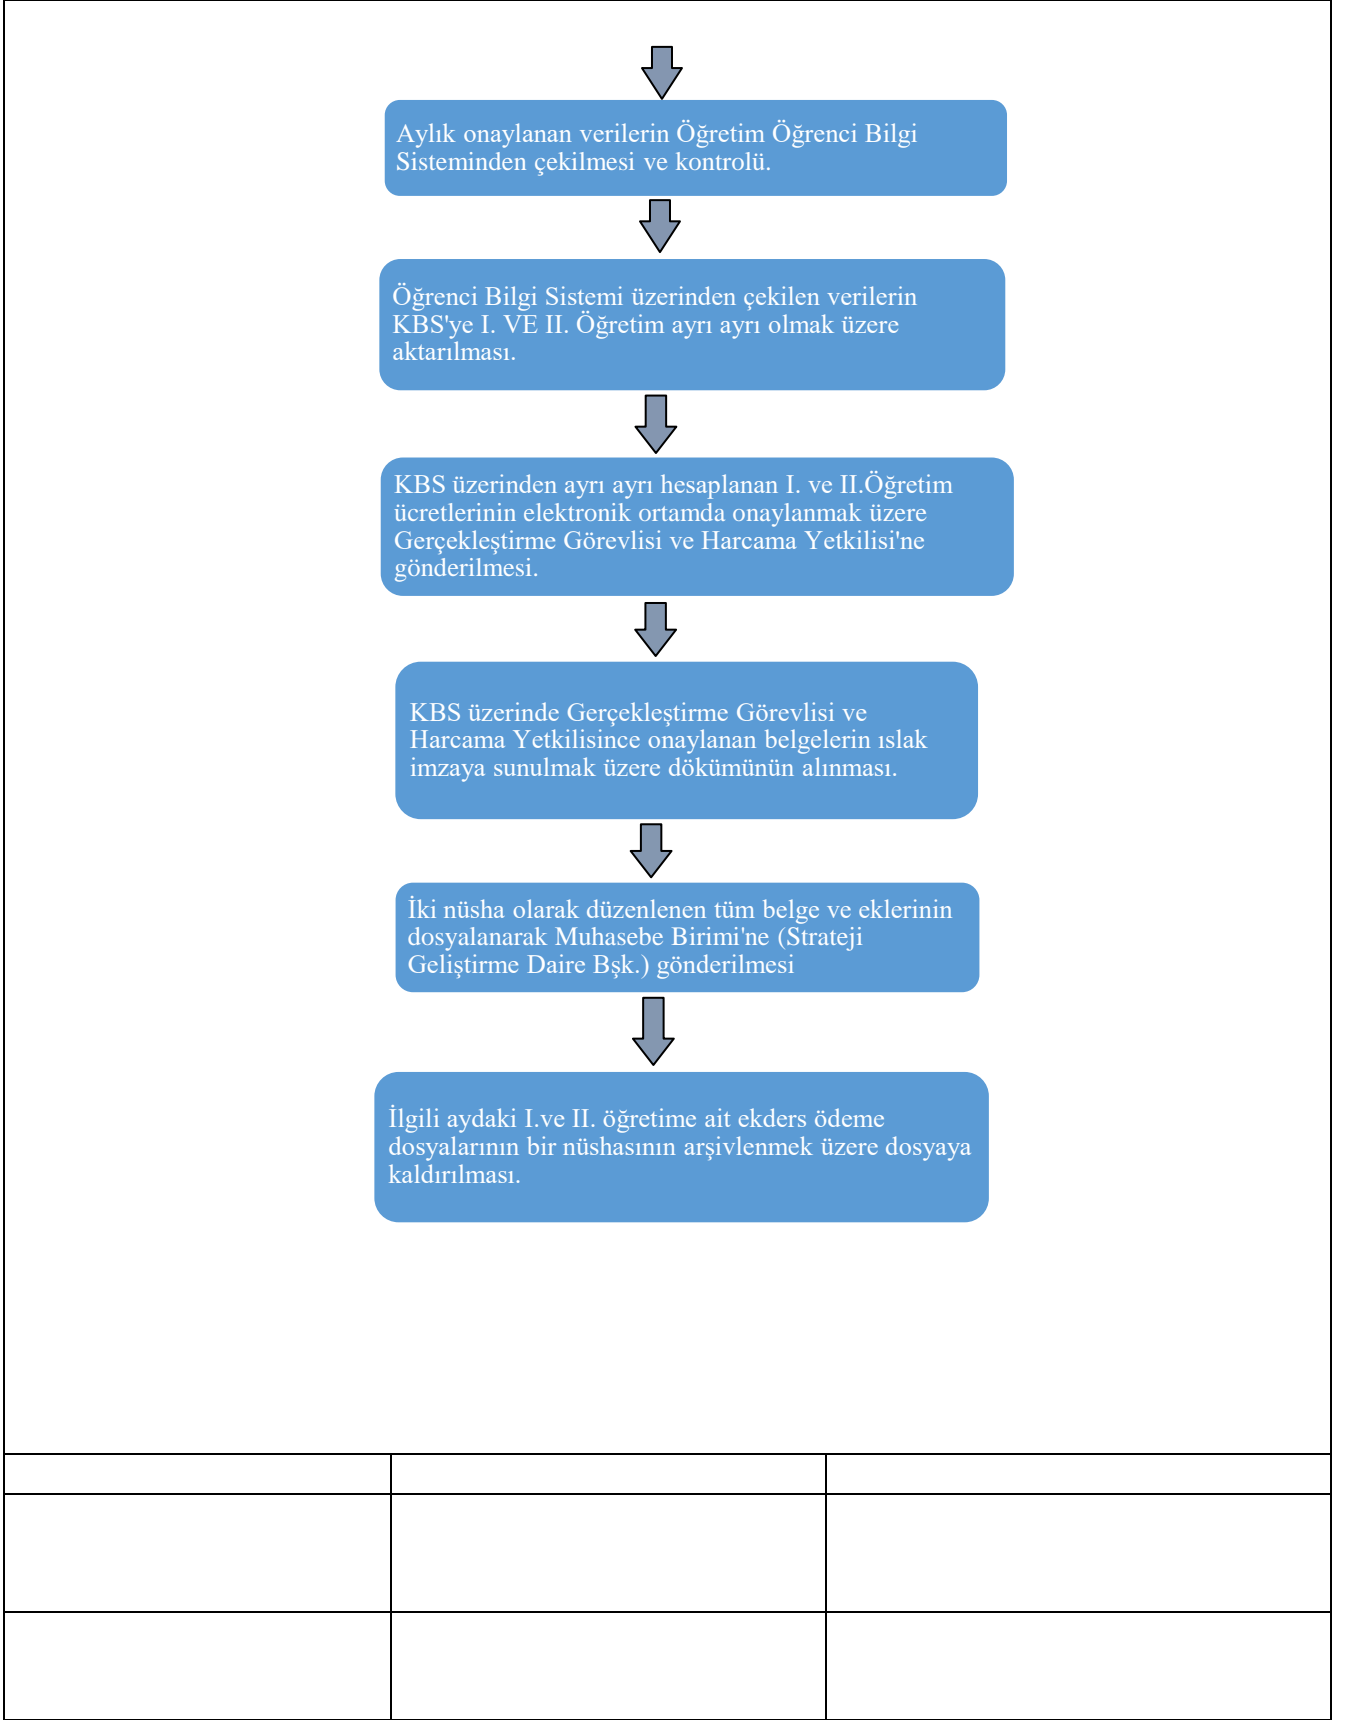 Aylık onaylanan verilerin Öğretim Öğrenci Bilgi
Sisteminden çekilmesi ve kontrolü.
Öğrenci Bilgi Sistemi üzerinden çekilen verilerin
KBS'ye I. VE II. Öğretim ayrı ayrı olmak üzere
aktarılması.
KBS üzerinden ayrı ayrı hesaplanan I. ve II.Öğretim
ücretlerinin elektronik ortamda onaylanmak üzere
Gerçekleştirme Görevlisi ve Harcama Yetkilisi'ne
gönderilmesi.
KBS üzerinde Gerçekleştirme Görevlisi ve
Harcama Yetkilisince onaylanan belgelerin ıslak
imzaya sunulmak üzere dökümünün alınması.
İki nüsha olarak düzenlenen tüm belge ve eklerinin
dosyalanarak Muhasebe Birimi'ne (Strateji
Geliştirme Daire Bşk.) gönderilmesi
İlgili aydaki I.ve II. öğretime ait ekders ödeme
dosyalarının bir nüshasının arşivlenmek üzere dosyaya
kaldırılması.